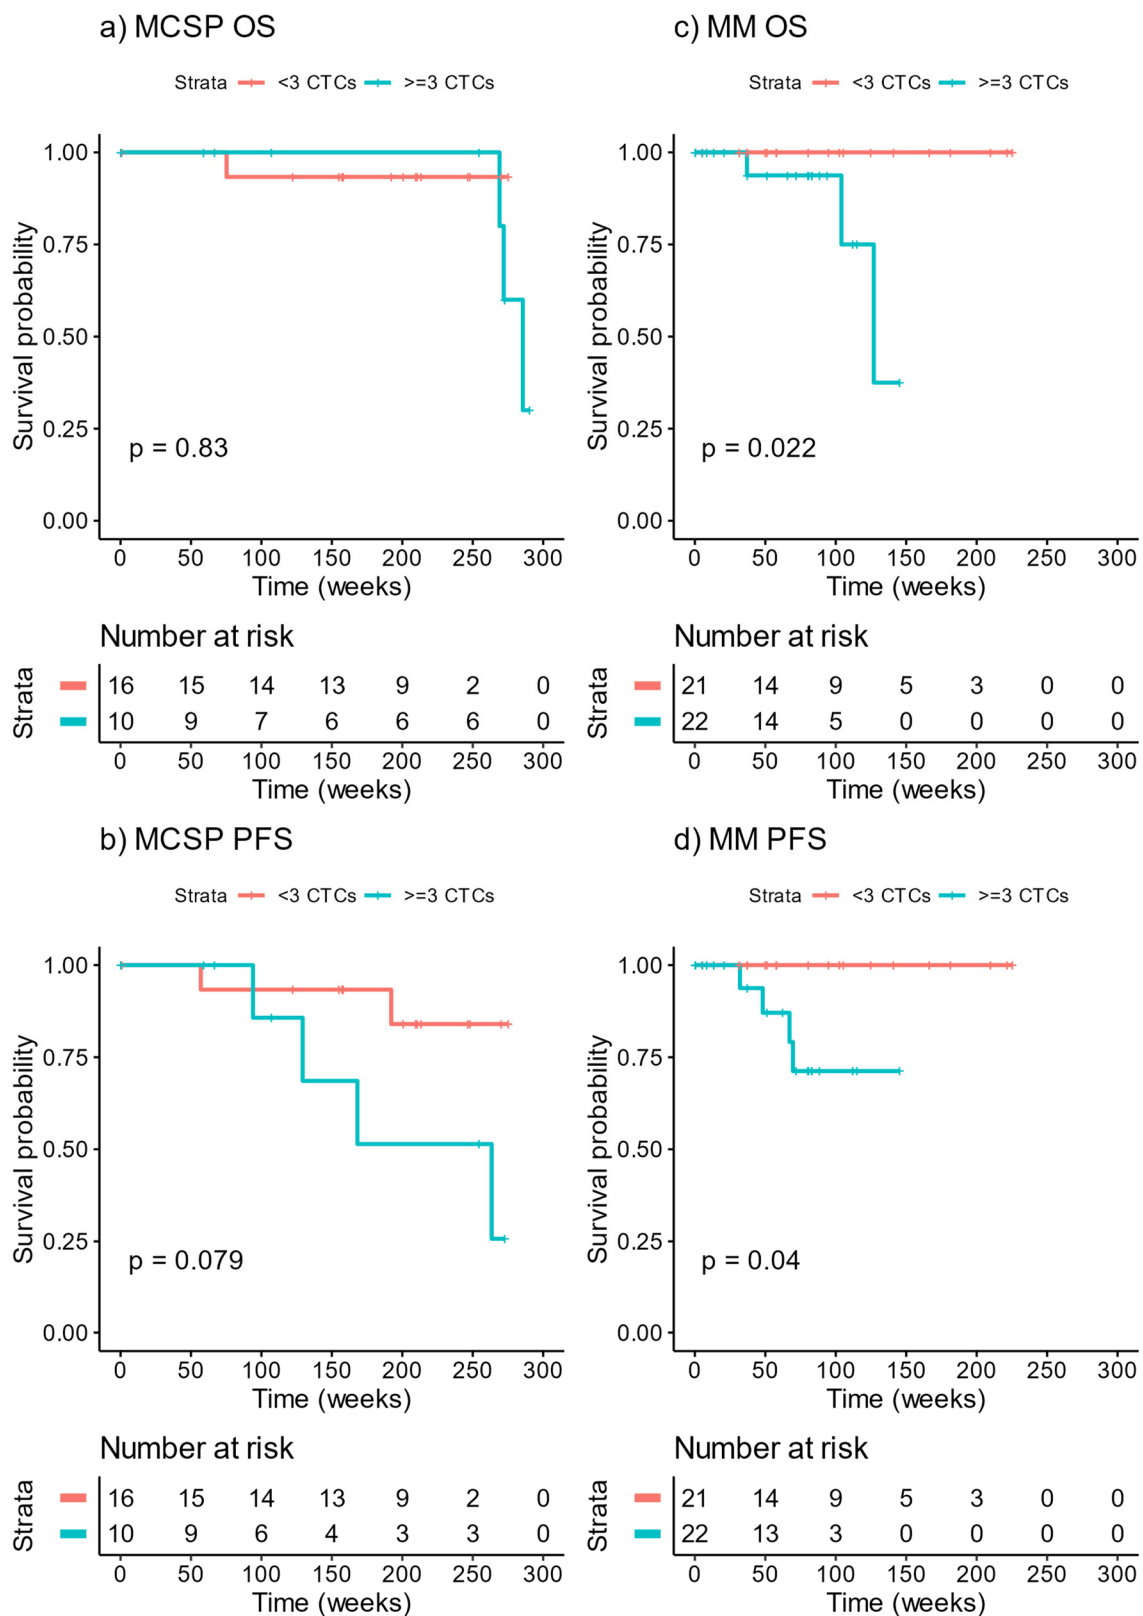 a) MCSP OS
Strata <3 CTCs >=3 CTCs
Survival probability
1.00
0.75
0.50
0.25
0.00
p = 0.83
0 50 100 150 200 250 300
Time (weeks)
Number at risk
Strata
16 15 14 13 9 2 0
10 9 7 6 6 6 0
0 50 100 150 200 250 300
Time (weeks)
c) MM OS
Strata <3 CTCs >=3 CTCs
Survival probability
1.00
0.75
0.50
0.25
0.00
p = 0.022
0 50 100 150 200 250 300
Time (weeks)
Number at risk
Strata
21 14 9 5 3 0 0
22 14 5 0 0 0 0
0 50 100 150 200 250 300
Time (weeks)
b) MCSP PFS
Strata <3 CTCs >=3 CTCs
Survival probability
1.00
0.75
0.50
0.25
0.00
p = 0.079
0 50 100 150 200 250 300
Time (weeks)
Number at risk
Strata
16 15 14 13 9 2 0
10 9 6 4 3 3 0
0 50 100 150 200 250 300
Time (weeks)
d) MM PFS
Strata <3 CTCs >=3 CTCs
Survival probability
1.00
0.75
0.50
0.25
0.00
p = 0.04
0 50 100 150 200 250 300
Time (weeks)
Number at risk
Strata
21 14 9 5 3 0 0
22 13 3 0 0 0 0
0 50 100 150 200 250 300
Time (weeks)